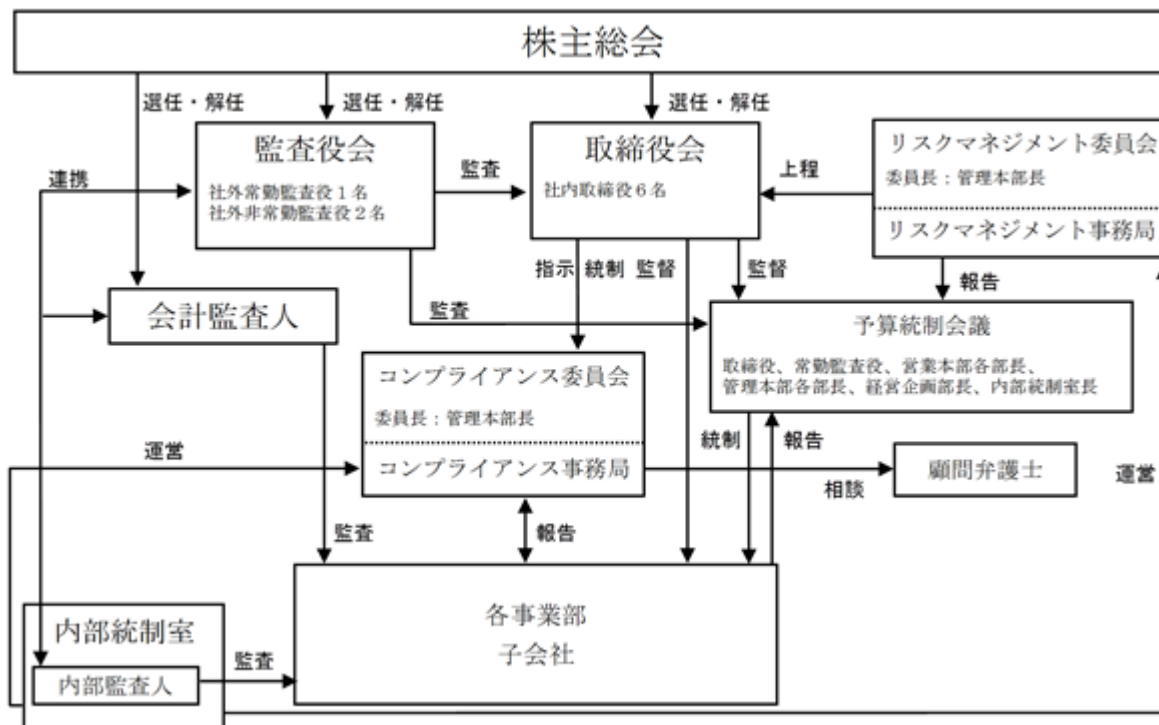 株主総会
選任・解任
選任・解任
選任・解任
監査役会
社外常勤監査役1名
社外非常勤監査役2名
連携
監査
取締役会
社内取締役6名
上程
リスクマネジメント委員会
委員長：管理本部長
リスクマネジメント事務局
指示
統制
監督
監督
報告
会計監査人
監査
予算統制会議
取締役、常勤監査役、営業本部各部長、
管理本部各部長、経営企画部長、内部統制室長
コンプライアンス委員会
委員長：管理本部長
コンプライアンス事務局
運営
統制
報告
相談
顧問弁護士
運営
監査
報告
各事業部
子会社
内部統制室
内部監査人
監査